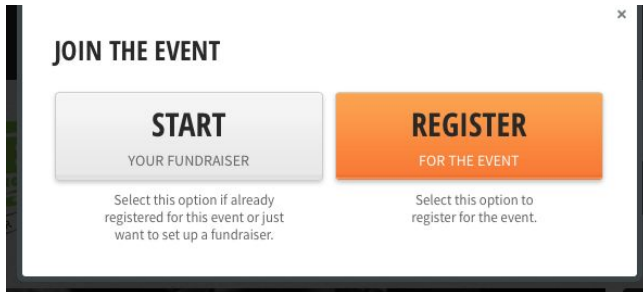 ×
JOIN THE EVENT
START
YOUR FUNDRAISER
Select this option if already
registered for this event or just
want to set up a fundraiser.
REGISTER
FOR THE EVENT
Select this option to
register for the event.